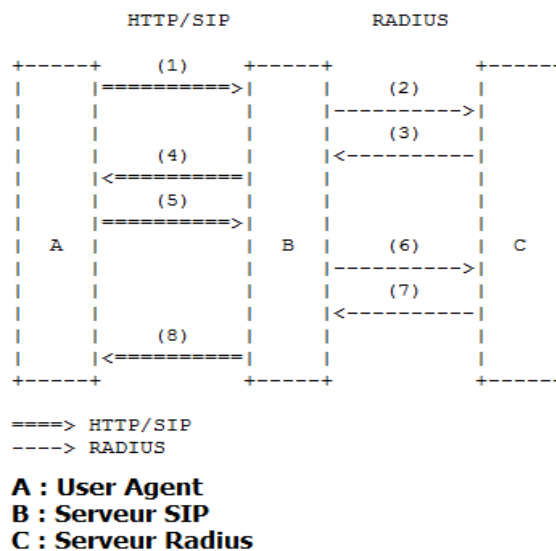 HTTP/SIP RADIUS
+-----+ (1) +-----+ +-----
| |==========>| | (2) |
| | | |---------->|
| | | | (3) |
| | (4) | |<----------|
| |<==========| | |
| | (5) | | |
| |==========>| | |
| A | | B | (6) | C
| | | |---------->|
| | | | (7) |
| | | |<----------|
| | (8) | | |
| |<==========| | |
+-----+ +-----+ +-----
====> HTTP/SIP
----> RADIUS
A : User Agent
B : Serveur SIP
C : Serveur Radius